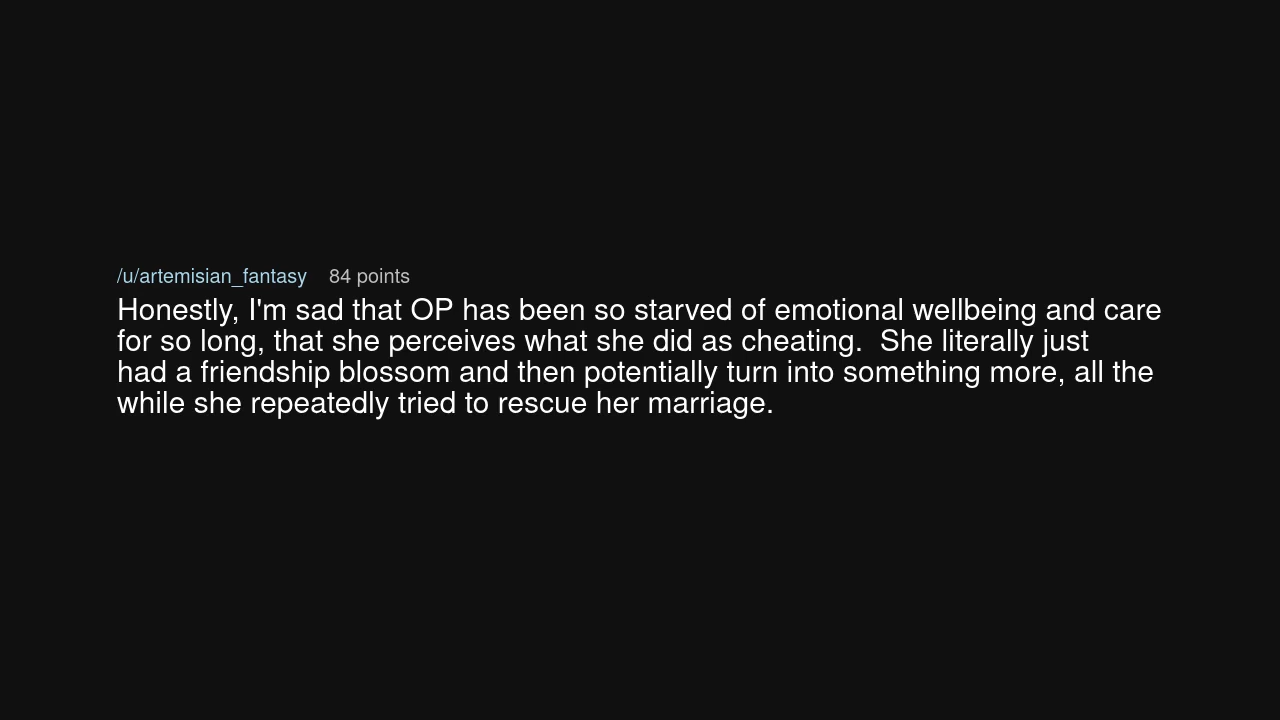 /u/artemisian_fantasy 84 points
Honestly, I'm sad that OP has been so starved of emotional wellbeing and care
for so long, that she perceives what she did as cheating.  She literally just
had a friendship blossom and then potentially turn into something more, all the
while she repeatedly tried to rescue her marriage.